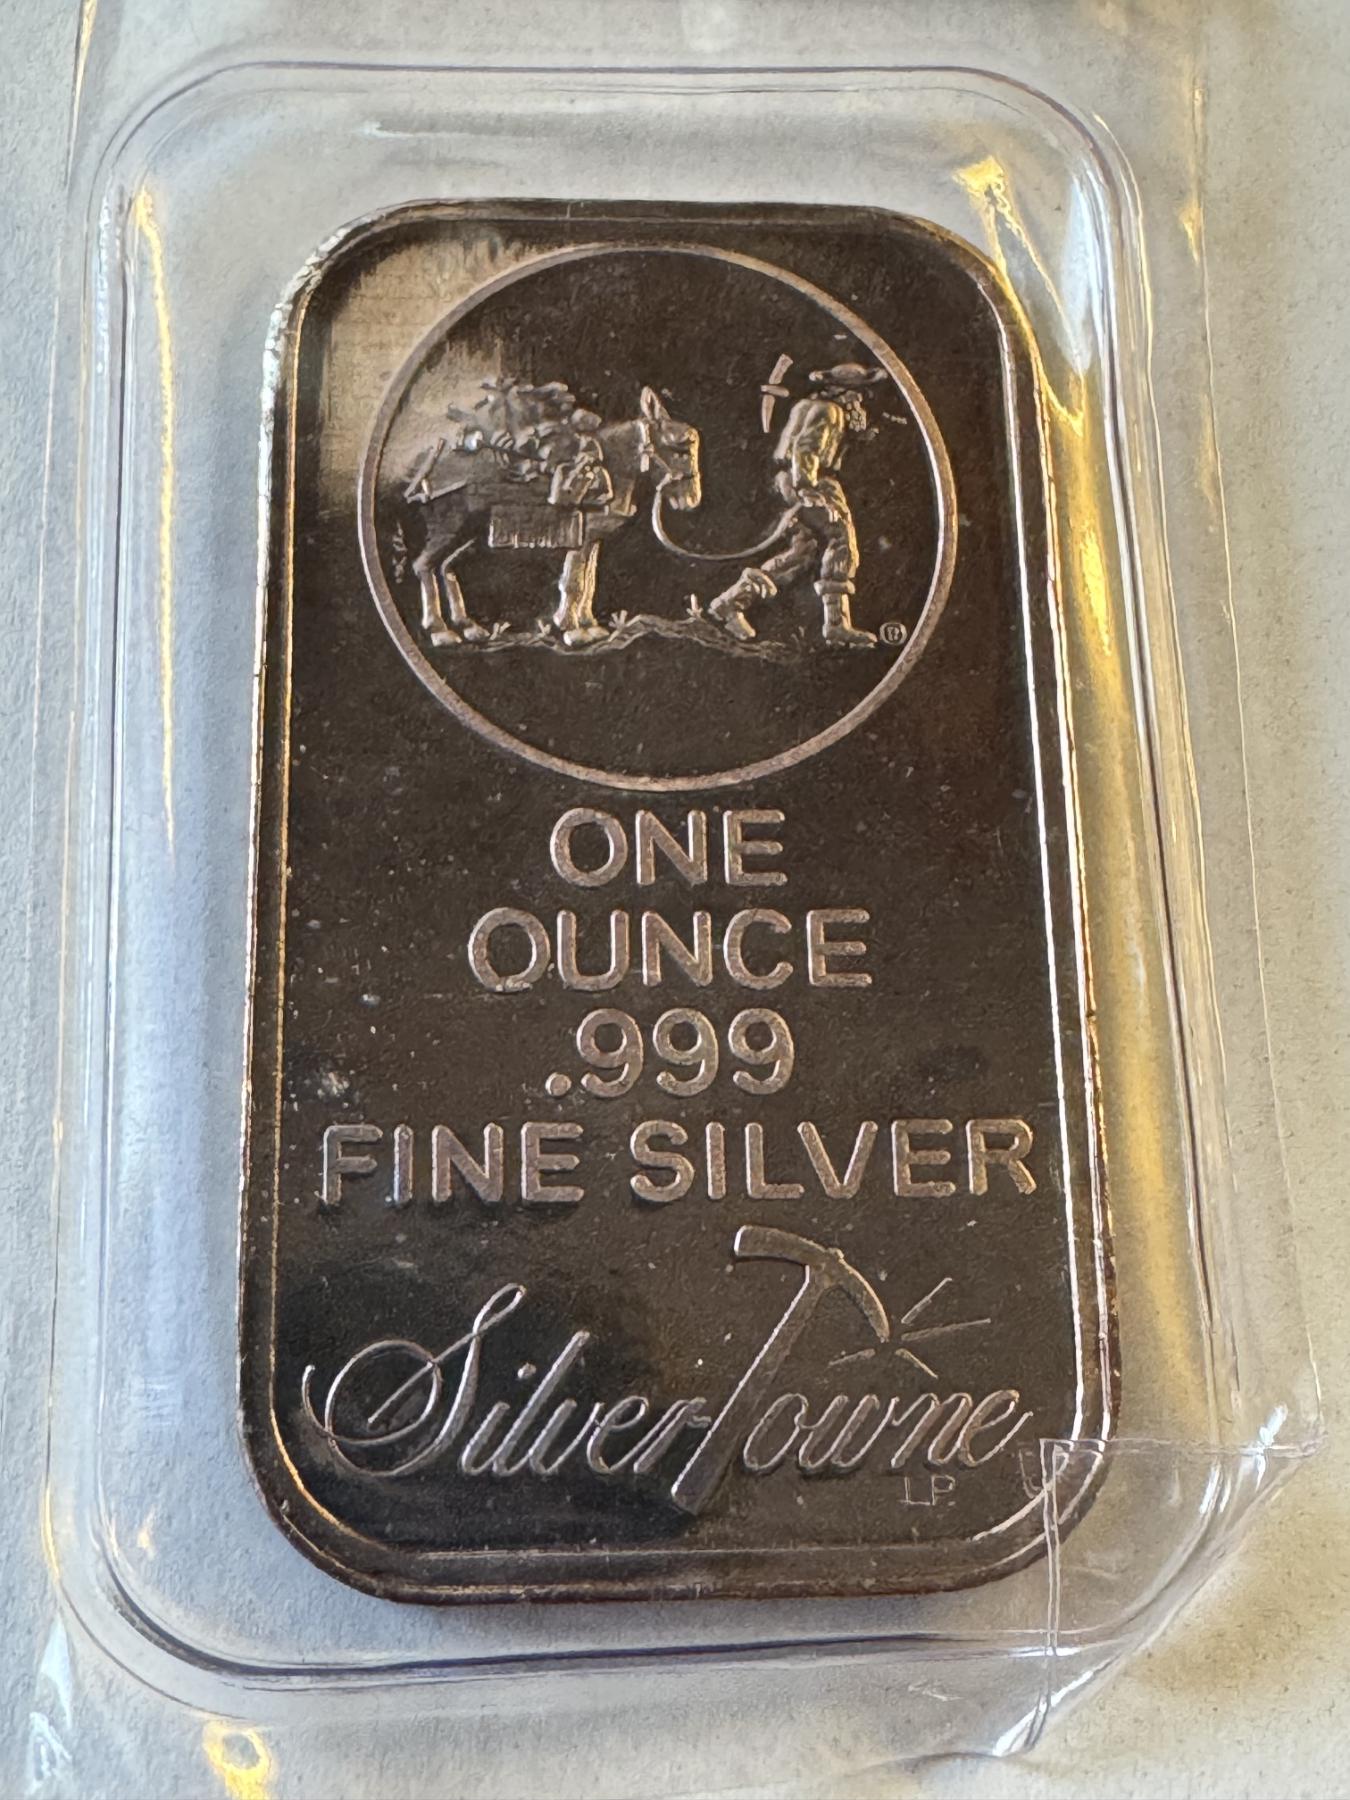 ®
ONE
OUNCE
.999
FINE SILVER
SilverTowne
LP